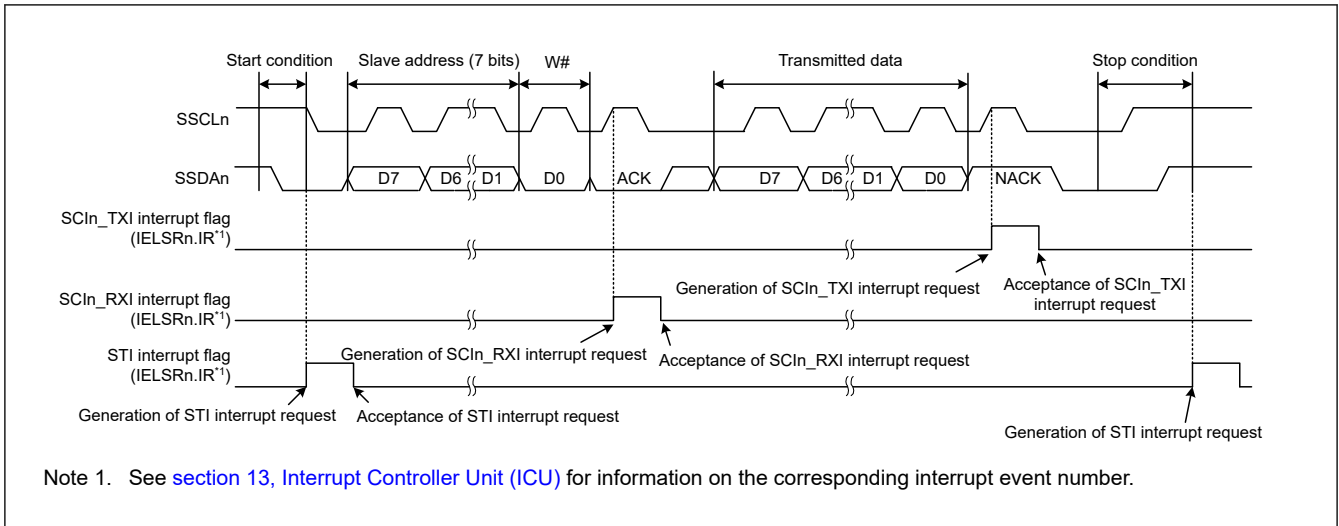 Start condition
Slave address (7 bits)
W#
Transmitted data
Stop condition
SSCLn
SSDAn
D7
D6
D1
D0
ACK
D7
D6
D1
D0
NACK
SCIn_TXI interrupt flag
(IELSRn.IR*1)
Generation of SCIn_TXI interrupt request
Acceptance of SCIn_TXI
interrupt request
SCIn_RXI interrupt flag
(IELSRn.IR*1)
Generation of SCIn_RXI interrupt request
Acceptance of SCIn_RXI interrupt request
STI interrupt flag
(IELSRn.IR*1)
Generation of STI interrupt request
Acceptance of STI interrupt request
Generation of STI interrupt request
Note 1. See section 13, Interrupt Controller Unit (ICU) for information on the corresponding interrupt event number.